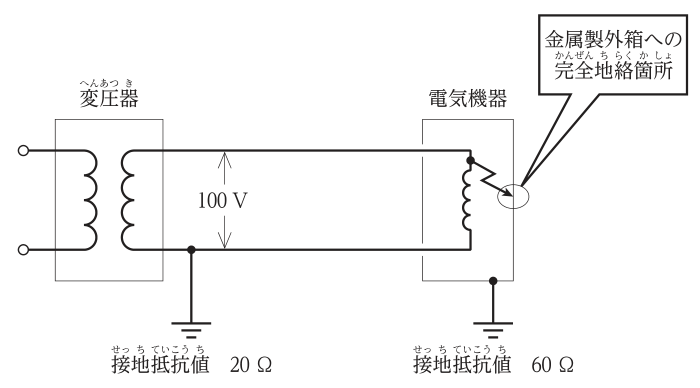 金属製外箱への
かんぜん ち らく か しょ
完全地絡箇所
へんあつ き
変圧器
電気機器
100 V
せっ ち ていこう ち
接地抵抗値 20 Ω
せっ ち ていこう ち
接地抵抗値 60 Ω